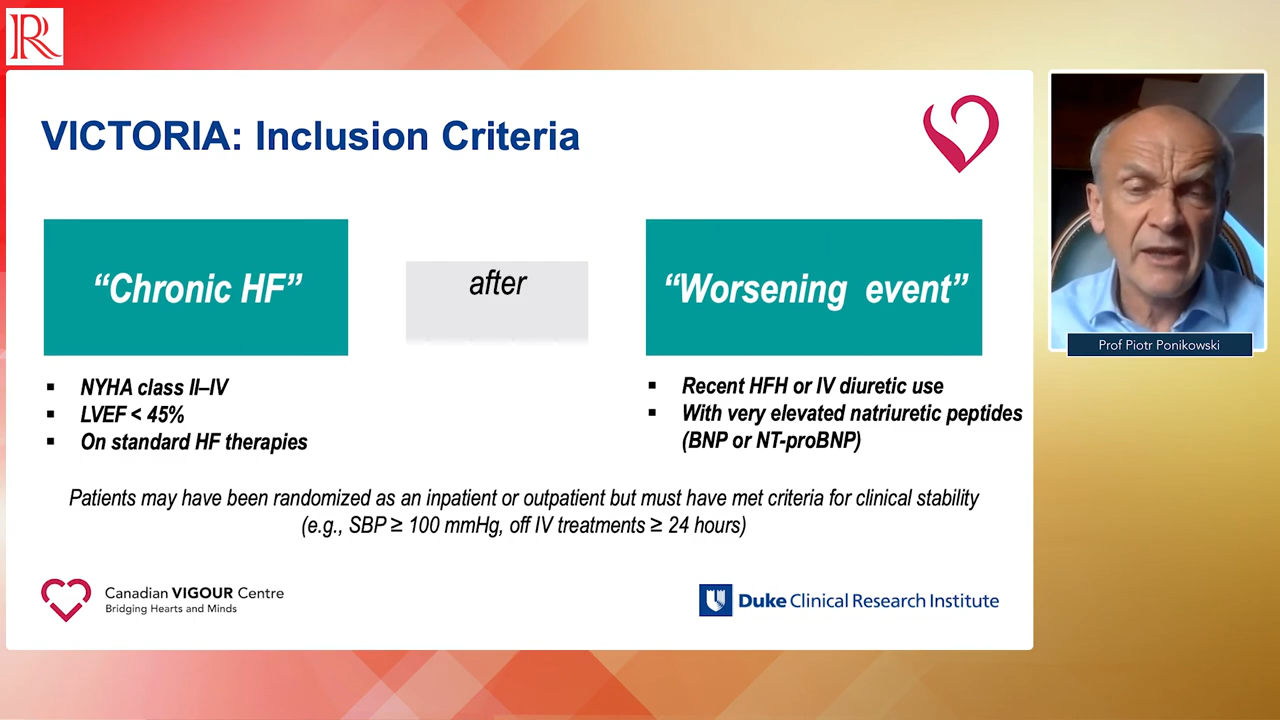 R
VICTORIA: Inclusion Criteria
“Chronic HF”
after
“Worsening event”
▪ NYHA class II–IV
▪ LVEF < 45%
▪ On standard HF therapies
▪ Recent HFH or IV diuretic use
▪ With very elevated natriuretic peptides
(BNP or NT-proBNP)
Patients may have been randomized as an inpatient or outpatient but must have met criteria for clinical stability
(e.g., SBP ≥ 100 mmHg, off IV treatments ≥ 24 hours)
Canadian VIGOUR Centre
Bridging Hearts and Minds
Duke Clinical Research Institute
Prof Piotr Ponikowski